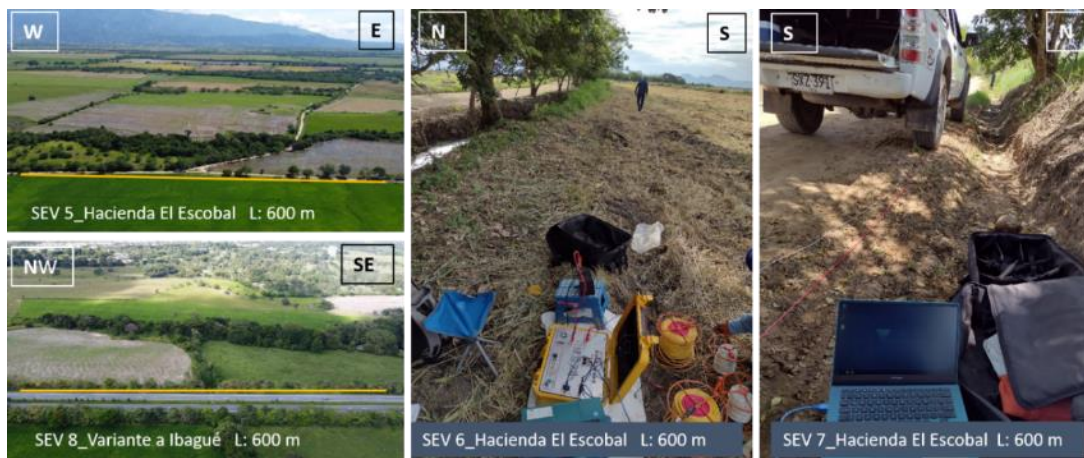 W
E
SEV 5_Hacienda El Escobal L: 600 m
NW
SE
SEV 8_Variante a Ibagué L: 600 m
N
S
SEV 6_Hacienda El Escobal L: 600 m
S
N
SEV 7_Hacienda El Escobal L: 600 m